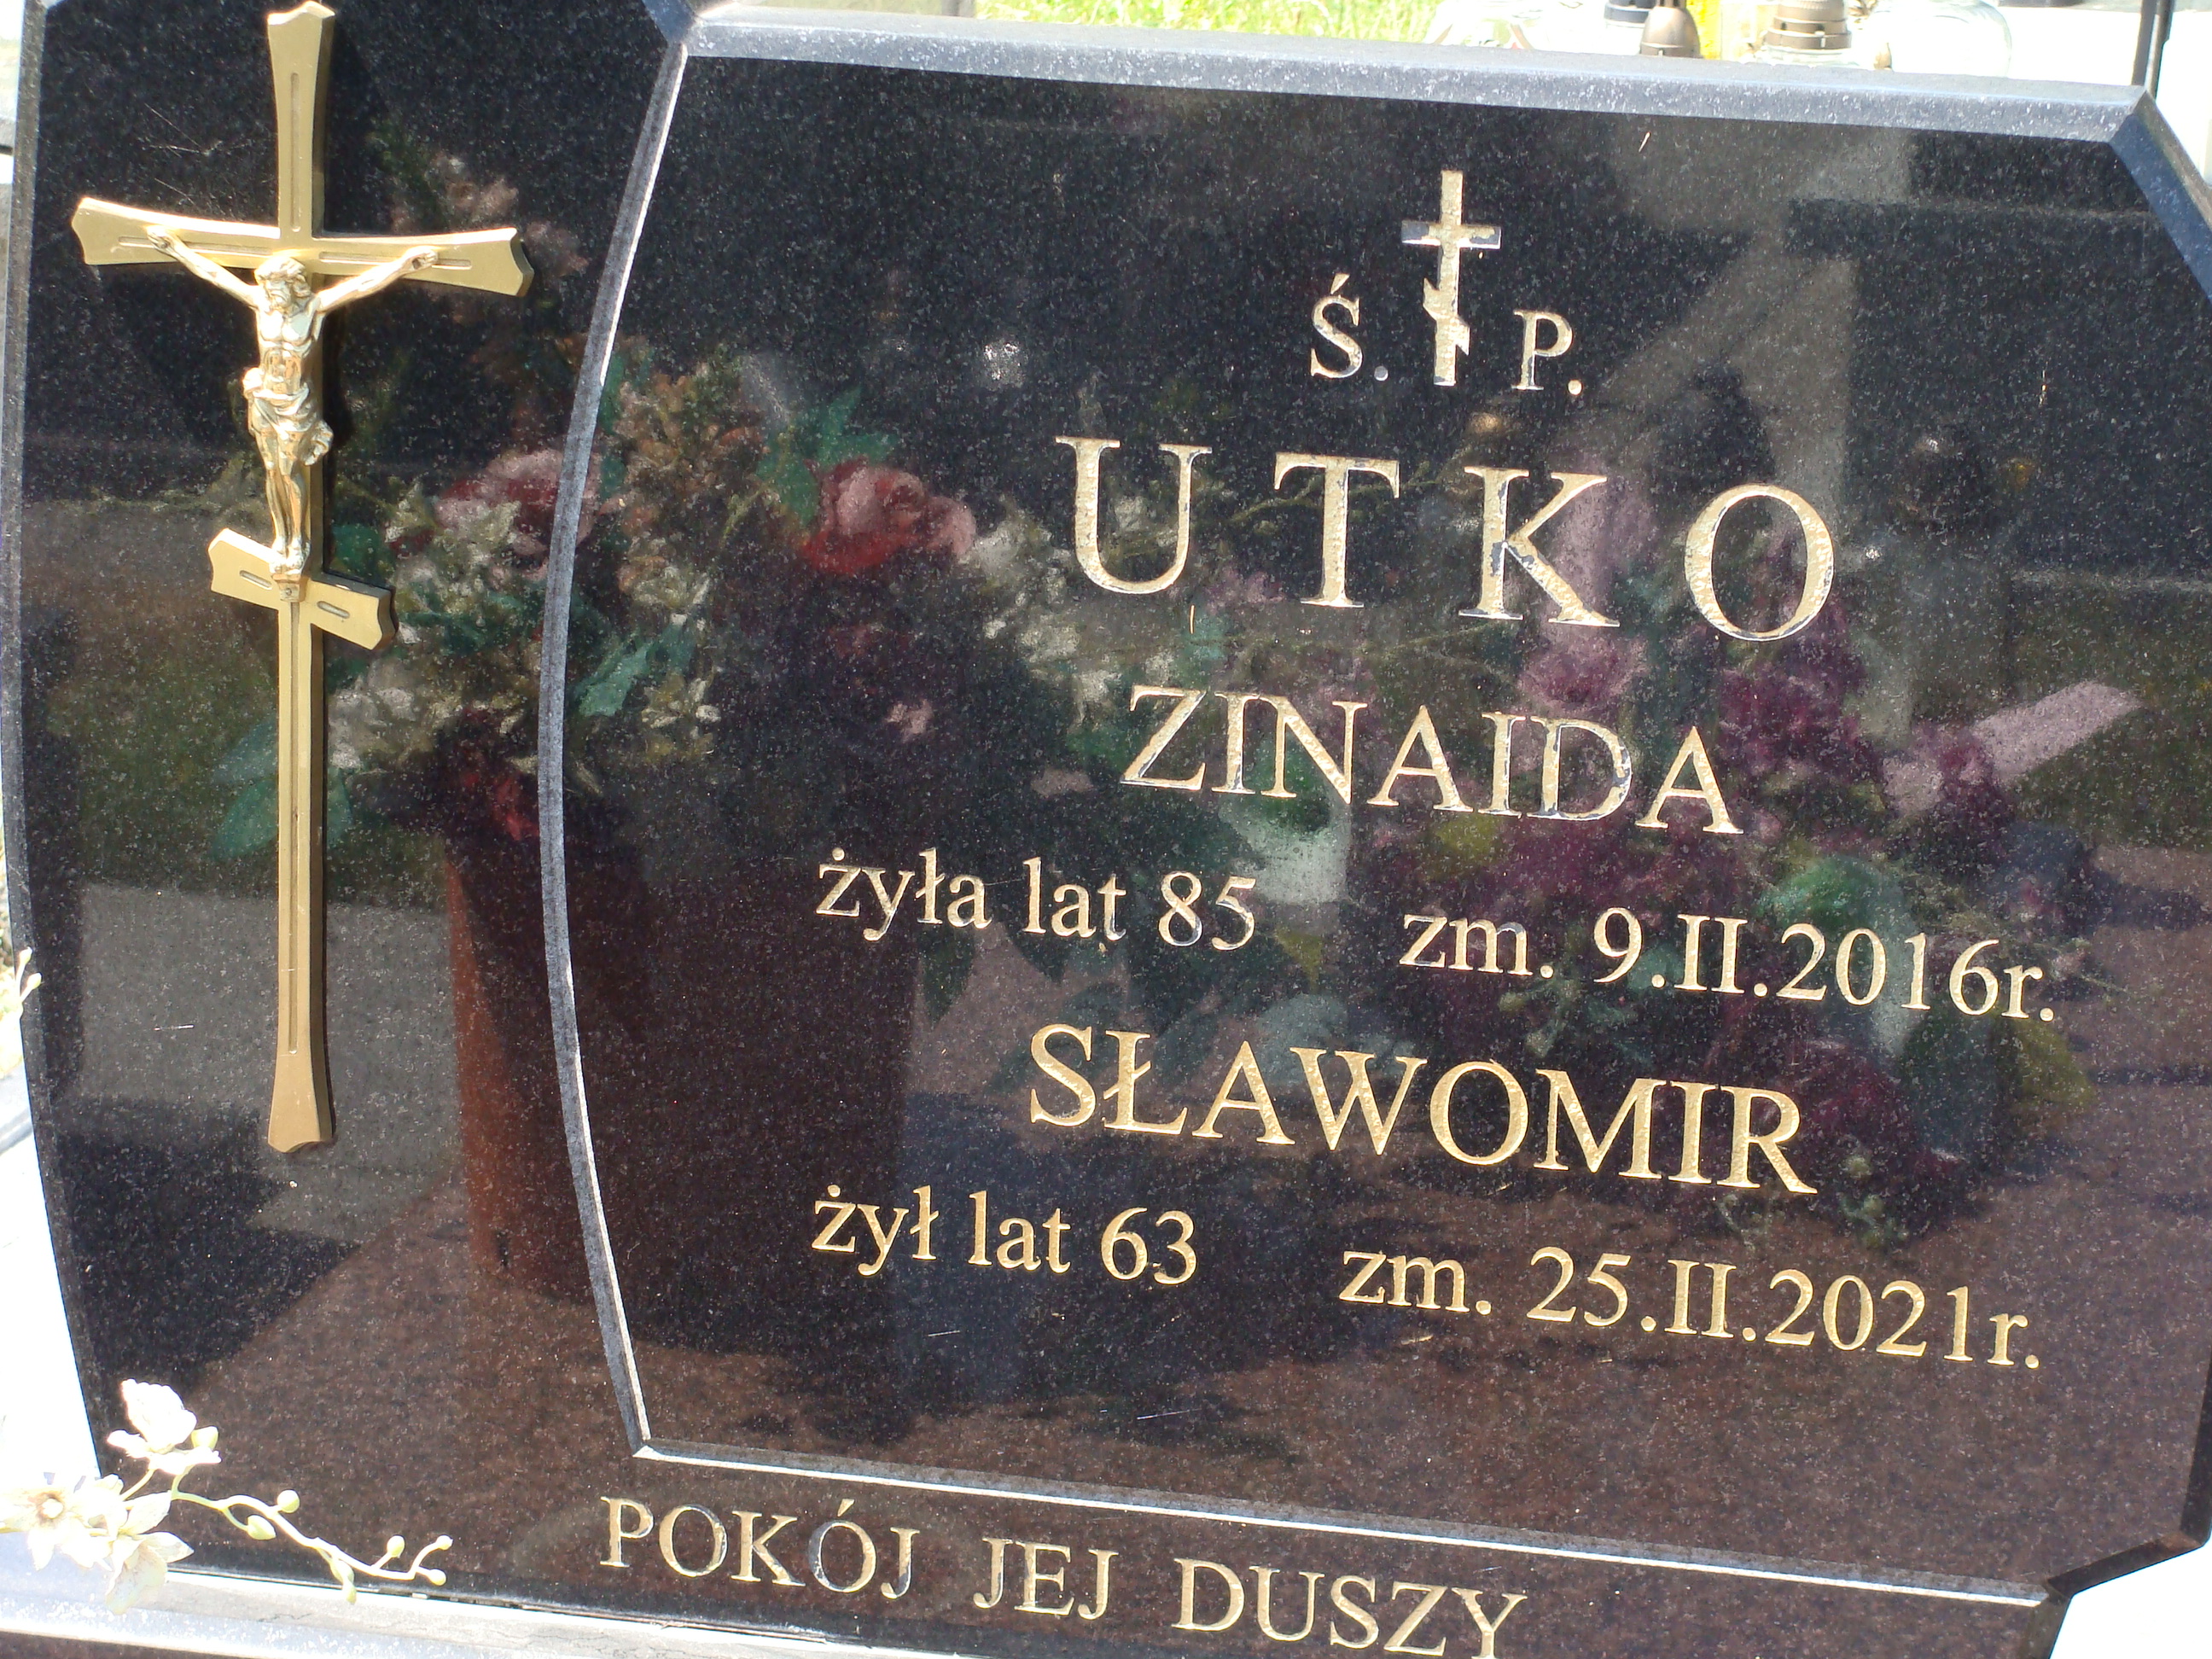 Ś. P.
UTKO
ZINAIDA
żyła lat 85 zm. 9.II.2016r.
SŁAWOMIR
żył lat 63 zm. 25.II.2021r.
POKÓJ JEJ DUSZY